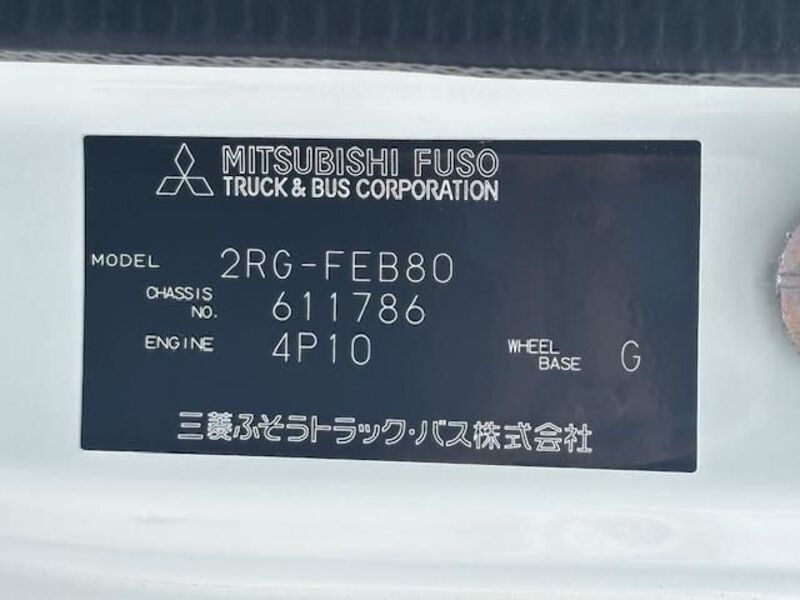 MITSUBISHI FUSO
TRUCK & BUS CORPORATION
MODEL 2RG-FEB80
CHASSIS NO. 611786
ENGINE 4P10 WHEEL BASE G
三菱ふそうトラック・バス株式会社